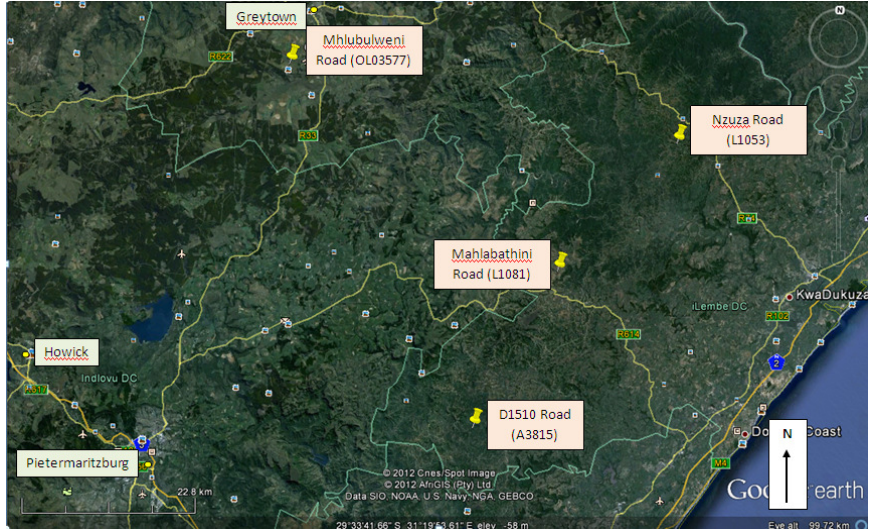 Greytown
N
Mhlubulweni
Road (OL03577)
R622
R33
Nzuza Road
(L1053)
R74
Mahlabathini
Road (L1081)
KwaDukuza
iLembe DC
R102
R614
2
Howick
Indlovu DC
D1510 Road
(A3815)
N
Pietermaritzburg
M4
© 2012 Cnes/Spot Image
© 2012 AfriGIS (Pty) Ltd
Data SIO, NOAA, U.S. Navy, NGA, GEBCO
22.8 km
earth
29°33'41.66" S 31°19'53.61" E elev -58 m
Eye alt 99.72 km